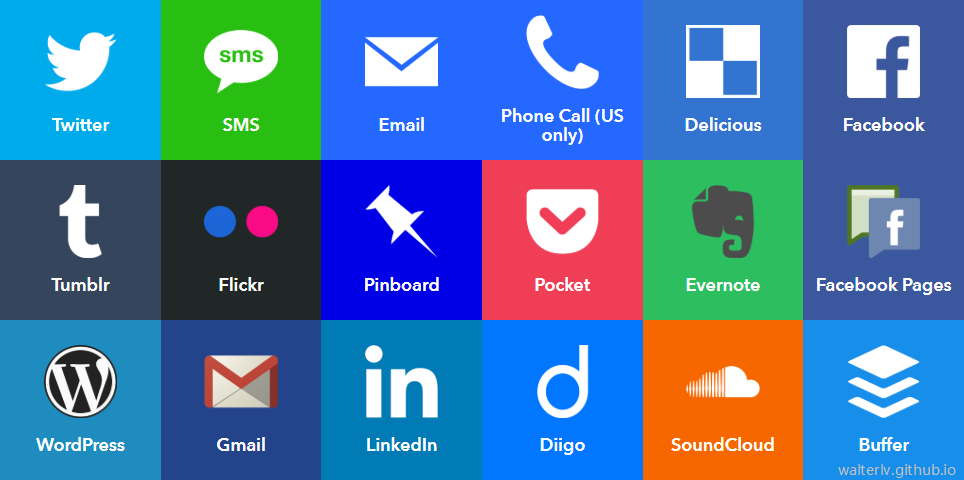 sms
Twitter
SMS
Email
Phone Call (US
only)
Delicious
Facebook
Tumblr
Flickr
Pinboard
Pocket
Evernote
Facebook Pages
WordPress
Gmail
LinkedIn
Diigo
SoundCloud
Buffer
walterlv.github.io